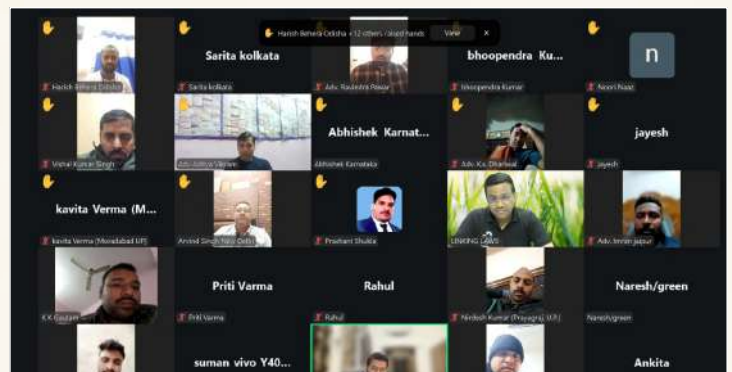 Harish Behera Odisha + 12 others raised hands View
Sarita kolkata
bhoopendra Ku...
n
Harish Behera Odisha
Sarita kolkata
Adv. Ravindra Pawar
bhoopendra Kumar
Noori Naaz
Abhishek Karnat...
jayesh
Vishal Kumar Singh
Abhishek Karnataka
jayesh
kavita Verma (M...
kavita Verma (Moradabad UP)
Arvind Singh New Delhi
Prashant Shukla
LINKING LAWS
Adv. Imran jaipur
Priti Varma
Rahul
Naresh/green
K K Gautam
Priti Varma
Rahul
Nirdesh Kumar (Prayagraj, U.P.)
Naresh/green
suman vivo Y40...
Ankita